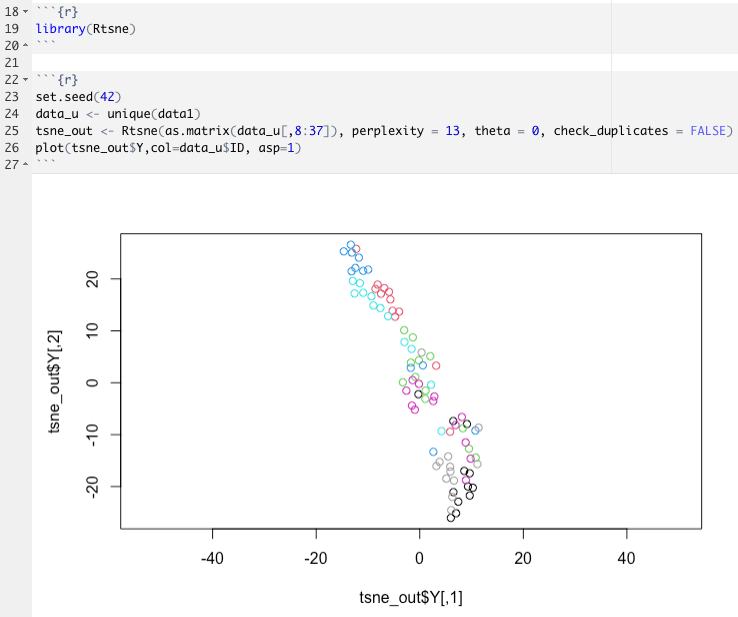 18 ```{r}
19 library(Rtsne)
20 ```
21
22 ```{r}
23 set.seed(42)
24 data_u <- unique(data1)
25 tsne_out <- Rtsne(as.matrix(data_u[,8:37]), perplexity = 13, theta = 0, check_duplicates = FALSE)
26 plot(tsne_out$Y,col=data_u$ID, asp=1)
27 ```
tsne_out$Y[,2]
20
10
0
-10
-20
-40 -20 0 20 40
tsne_out$Y[,1]